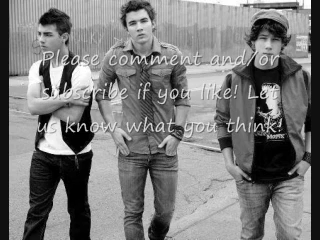 Please comment and/or
subscribe if you like! Let
us know what you think!